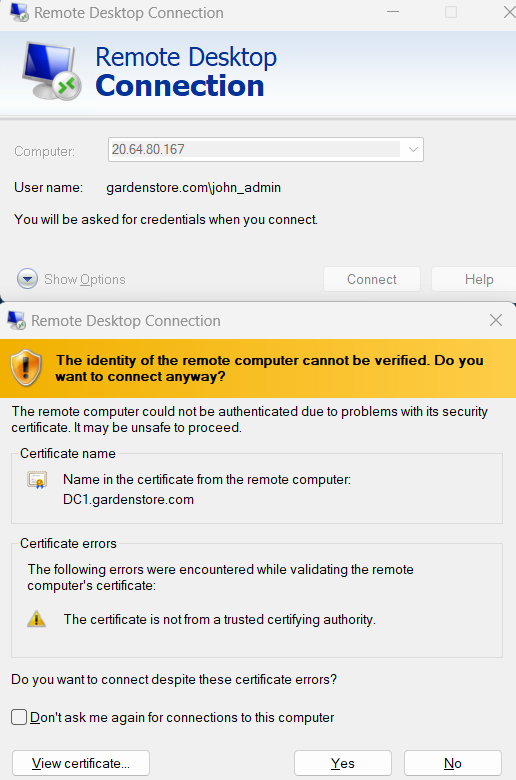 Remote Desktop Connection
Remote Desktop
Connection
Computer:
20.64.80.167
User name:
gardenstore.com\john_admin
You will be asked for credentials when you connect.
Show Options
Connect
Help
Remote Desktop Connection
The identity of the remote computer cannot be verified. Do you
want to connect anyway?
The remote computer could not be authenticated due to problems with its security
certificate. It may be unsafe to proceed.
Certificate name
Name in the certificate from the remote computer:
DC1.gardenstore.com
Certificate errors
The following errors were encountered while validating the remote
computer's certificate:
The certificate is not from a trusted certifying authority.
Do you want to connect despite these certificate errors?
Don't ask me again for connections to this computer
View certificate...
Yes
No